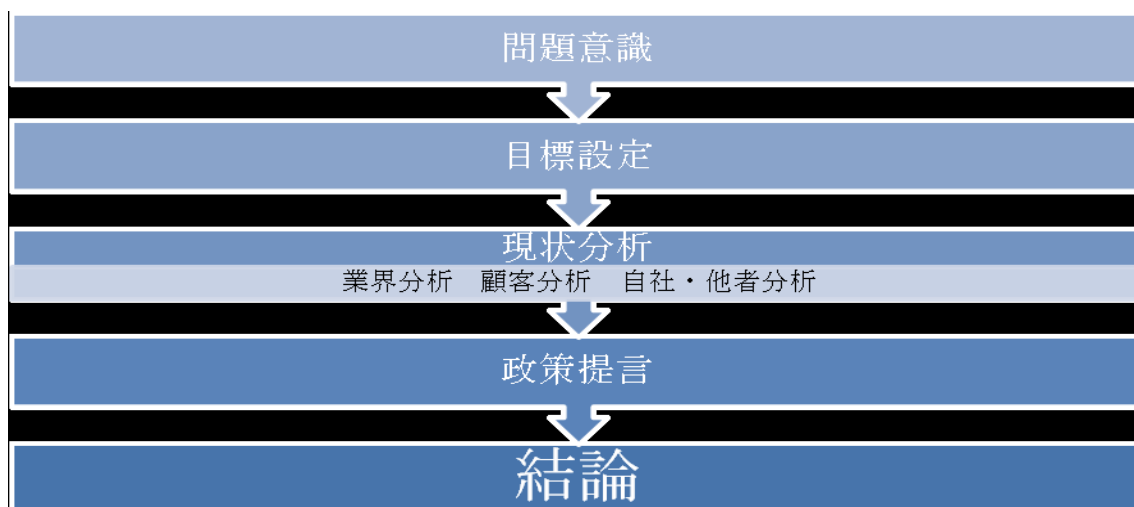 問題意識
目標設定
現状分析
業界分析　顧客分析　自社・他者分析
政策提言
結論